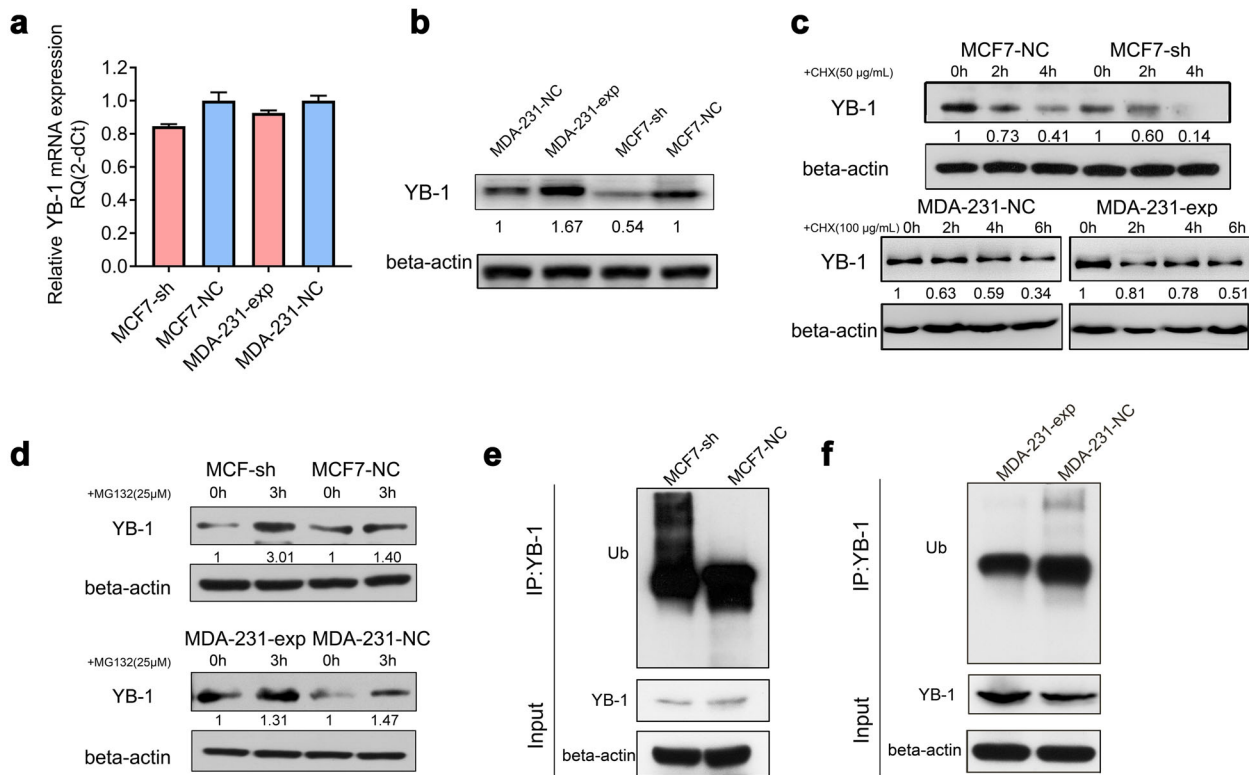 a
Relative YB-1 mRNA expression
RQ(2-dCt)
1.2
1.0
0.8
0.6
0.4
0.2
0.0
MCF7-sh
MCF7-NC
MDA-231-exp
MDA-231-NC
b
MDA-231-NC
MDA-231-exp
MCF7-sh
MCF7-NC
YB-1
1 1.67 0.54 1
beta-actin
c
MCF7-NC MCF7-sh
+CHX(50 µg/mL) 0h 2h 4h 0h 2h 4h
YB-1
1 0.73 0.41 1 0.60 0.14
beta-actin
MDA-231-NC MDA-231-exp
+CHX(100 µg/mL) 0h 2h 4h 6h 0h 2h 4h 6h
YB-1
1 0.63 0.59 0.34 1 0.81 0.78 0.51
beta-actin
d
MCF-sh MCF7-NC
+MG132(25µM) 0h 3h 0h 3h
YB-1
1 3.01 1 1.40
beta-actin
MDA-231-exp MDA-231-NC
+MG132(25µM) 0h 3h 0h 3h
YB-1
1 1.31 1 1.47
beta-actin
e
MCF7-sh
MCF7-NC
IP:YB-1
Ub
Input
YB-1
beta-actin
f
MDA-231-exp
MDA-231-NC
IP:YB-1
Ub
Input
YB-1
beta-actin